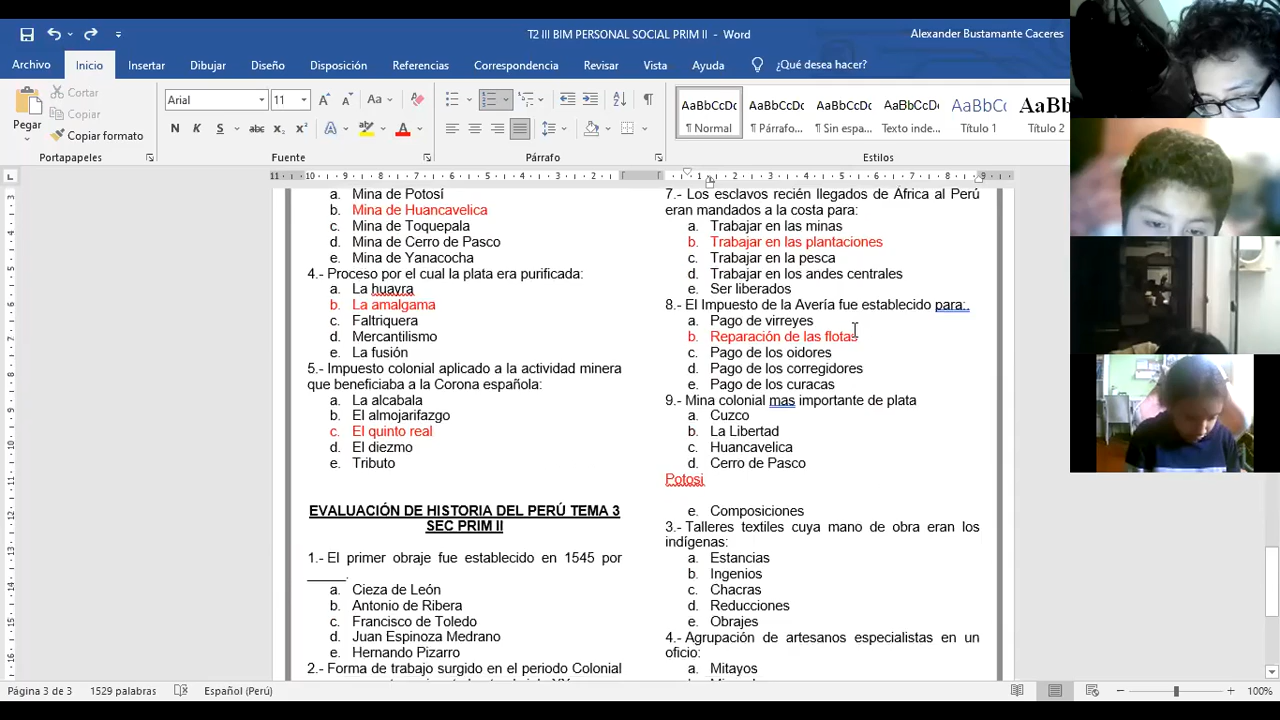 T2 III BIM PERSONAL SOCIAL PRIM II - Word
Alexander Bustamante Caceres
Archivo Inicio Insertar Dibujar Diseño Disposición Referencias Correspondencia Revisar Vista Ayuda ¿Qué desea hacer?
Pegar
Cortar
Copiar
Copiar formato
Portapapeles
Arial 11
Fuente
Párrafo
AaBbCcDc AaBbCcDc AaBbCcDc AaBbCcDc AaBbCc
¶ Normal ¶ Párrafo... ¶ Sin espa... Texto inde... Título 1 Título 2
Estilos
a. Mina de Potosí
b. Mina de Huancavelica
c. Mina de Toquepala
d. Mina de Cerro de Pasco
e. Mina de Yanacocha
4.- Proceso por el cual la plata era purificada:
a. La huayra
b. La amalgama
c. Faltriquera
d. Mercantilismo
e. La fusión
5.- Impuesto colonial aplicado a la actividad minera
que beneficiaba a la Corona española:
a. La alcabala
b. El almojarifazgo
c. El quinto real
d. El diezmo
e. Tributo
EVALUACIÓN DE HISTORIA DEL PERÚ TEMA 3
SEC PRIM II
1.- El primer obraje fue establecido en 1545 por
_____.
a. Cieza de León
b. Antonio de Ribera
c. Francisco de Toledo
d. Juan Espinoza Medrano
e. Hernando Pizarro
2.- Forma de trabajo surgido en el periodo Colonial
7.- Los esclavos recién llegados de África al Perú
eran mandados a la costa para:
a. Trabajar en las minas
b. Trabajar en las plantaciones
c. Trabajar en la pesca
d. Trabajar en los andes centrales
e. Ser liberados
8.- El Impuesto de la Avería fue establecido para:.
a. Pago de virreyes
b. Reparación de las flotas
c. Pago de los oidores
d. Pago de los corregidores
e. Pago de los curacas
9.- Mina colonial mas importante de plata
a. Cuzco
b. La Libertad
c. Huancavelica
d. Cerro de Pasco
Potosi
e. Composiciones
3.- Talleres textiles cuya mano de obra eran los
indígenas:
a. Estancias
b. Ingenios
c. Chacras
d. Reducciones
e. Obrajes
4.- Agrupación de artesanos especialistas en un
oficio:
a. Mitayos
Página 3 de 3 1529 palabras Español (Perú) 100%